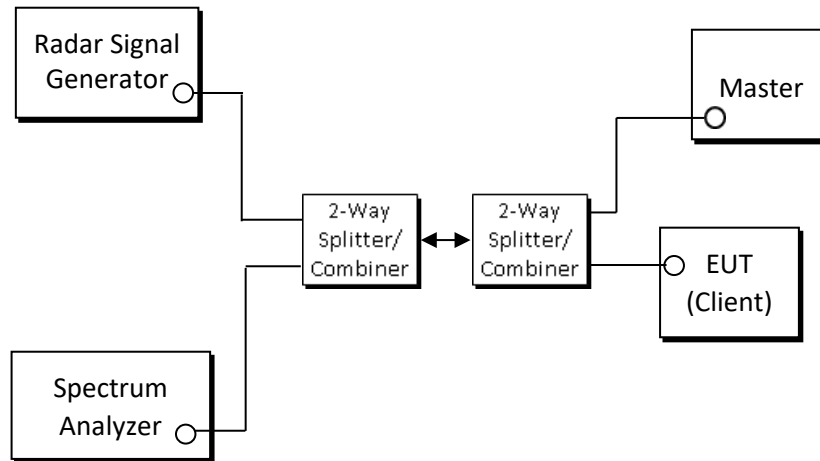 Radar Signal
Generator
Master
2-Way
Splitter/
Combiner
2-Way
Splitter/
Combiner
EUT
(Client)
Spectrum
Analyzer